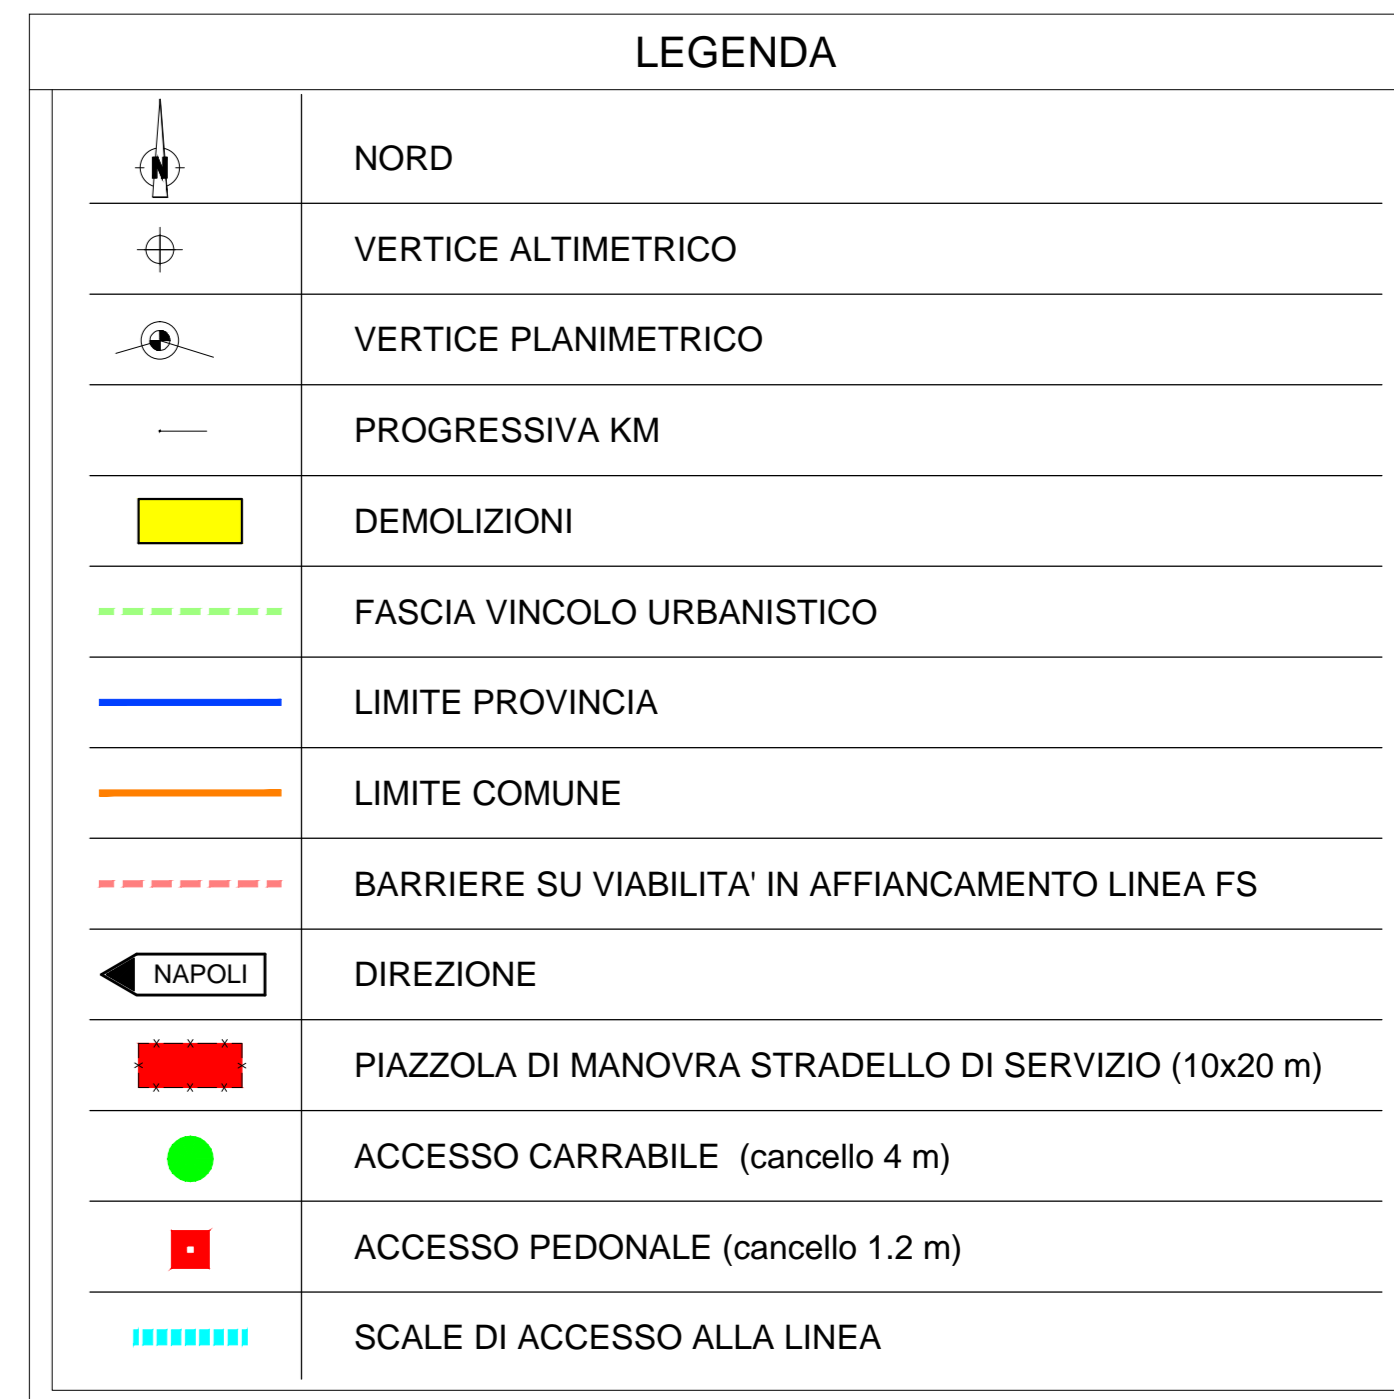 LEGENDA
N
NORD
VERTICE ALTIMETRICO
VERTICE PLANIMETRICO
PROGRESSIVA KM
DEMOLIZIONI
FASCIA VINCOLO URBANISTICO
LIMITE PROVINCIA
LIMITE COMUNE
BARRIERE SU VIABILITA' IN AFFIANCAMENTO LINEA FS
NAPOLI
DIREZIONE
PIAZZOLA DI MANOVRA STRADELLO DI SERVIZIO (10x20 m)
ACCESSO CARRABILE (cancello 4 m)
ACCESSO PEDONALE (cancello 1.2 m)
SCALE DI ACCESSO ALLA LINEA